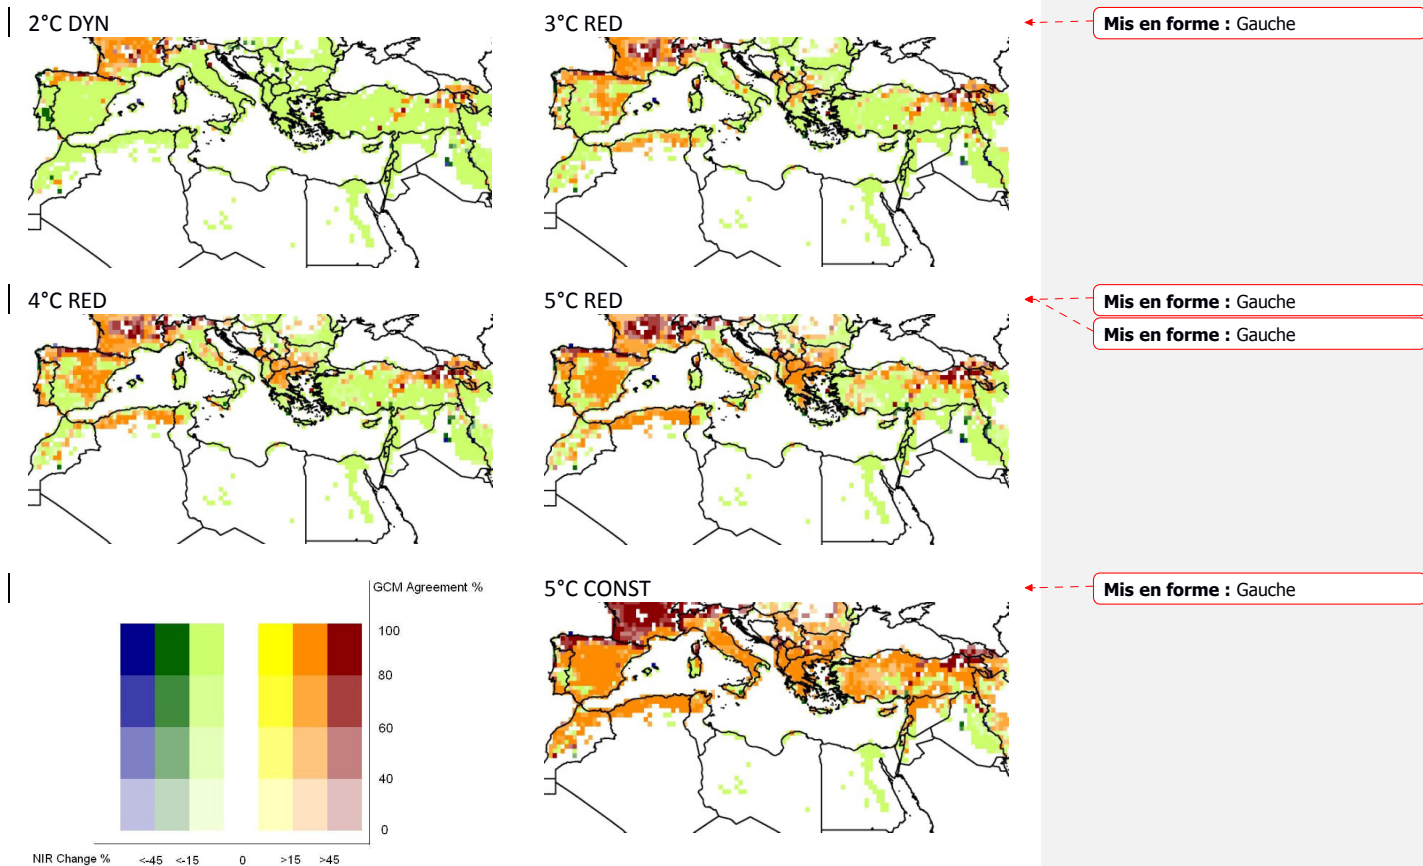 2°C DYN
3°C RED
Mis en forme : Gauche
4°C RED
5°C RED
Mis en forme : Gauche
Mis en forme : Gauche
GCM Agreement %
100
80
60
40
0
NIR Change % <-45 <-15 0 >15 >45
5°C CONST
Mis en forme : Gauche